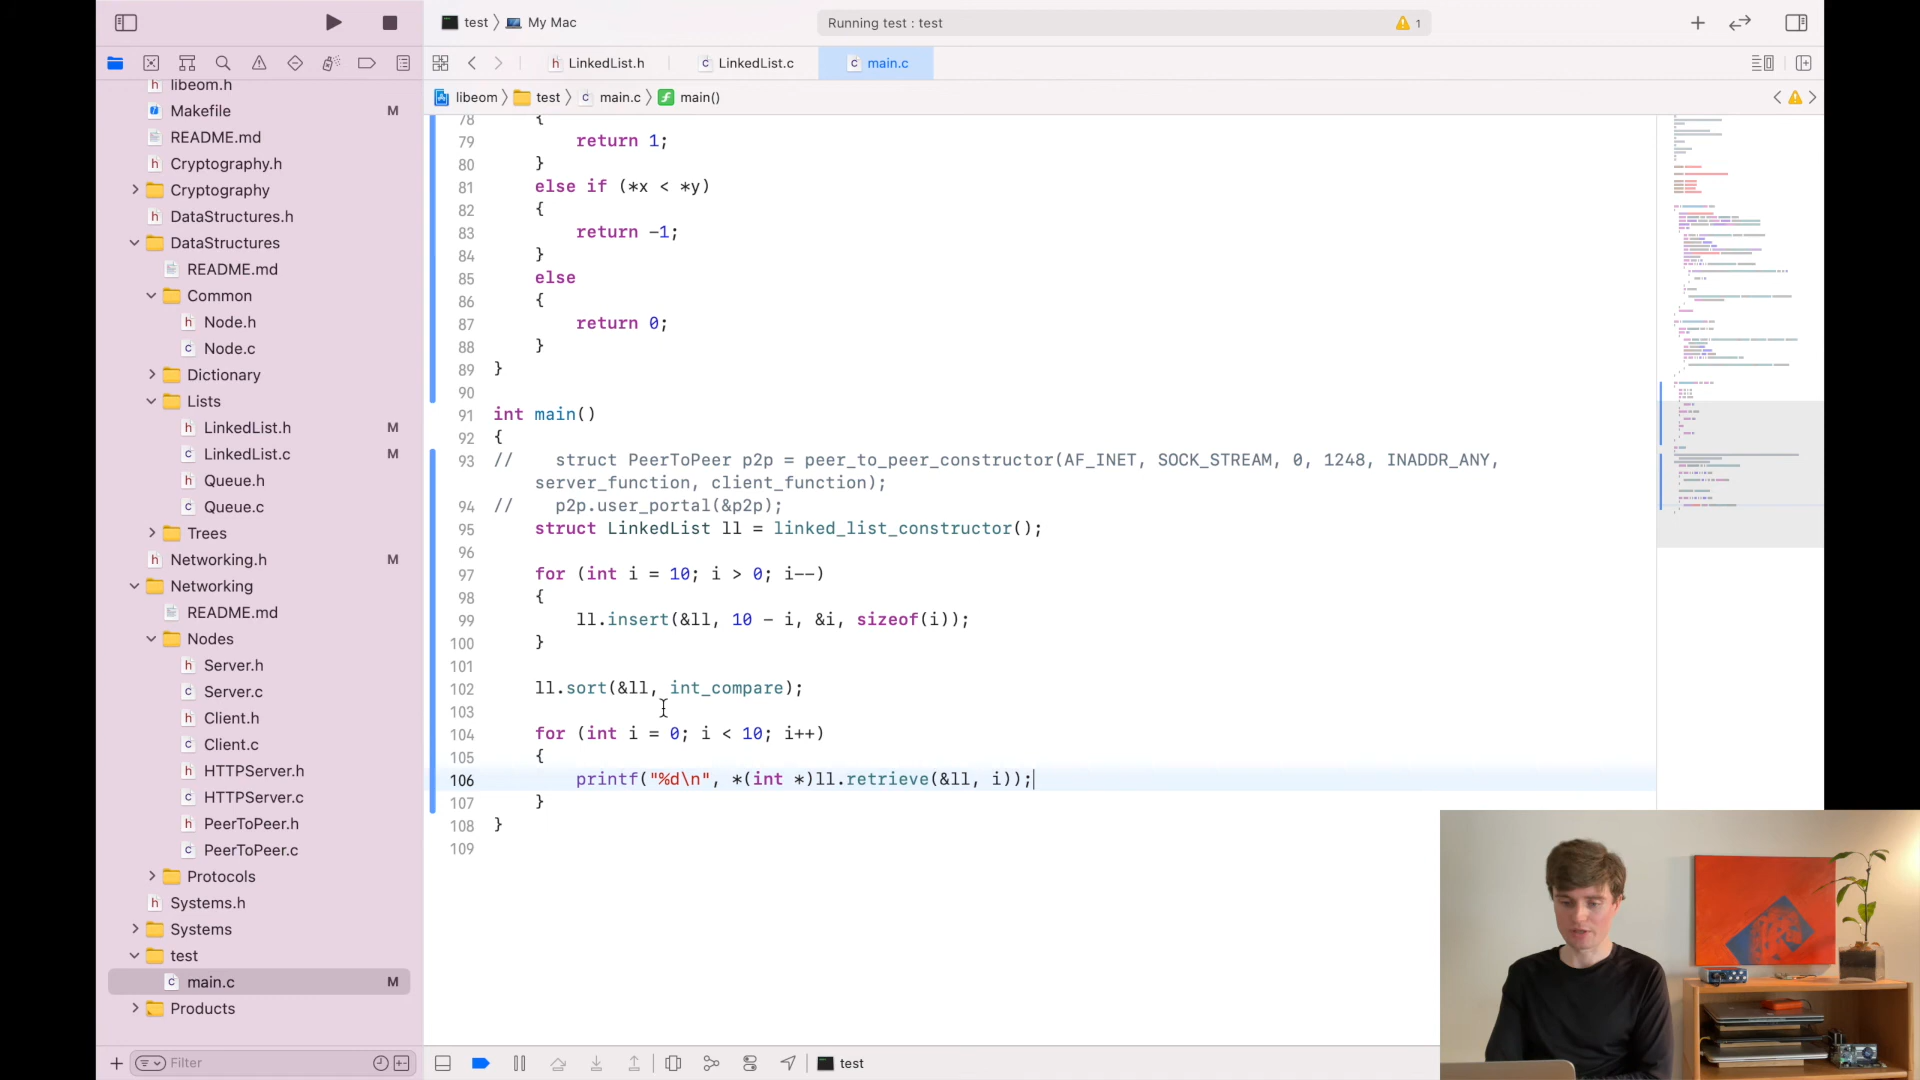 test 〉 My Mac
Running test : test
1
LinkedList.h
LinkedList.c
main.c
libeom 〉 test 〉 main.c 〉 main()
libeom.h
Makefile M
README.md
Cryptography.h
Cryptography
DataStructures.h
DataStructures
README.md
Common
Node.h
Node.c
Dictionary
Lists
LinkedList.h M
LinkedList.c M
Queue.h
Queue.c
Trees
Networking.h M
Networking
README.md
Nodes
Server.h
Server.c
Client.h
Client.c
HTTPServer.h
HTTPServer.c
PeerToPeer.h
PeerToPeer.c
Protocols
Systems.h
Systems
test
main.c M
Products
Filter
78 {
79 return 1;
80 }
81 else if (*x < *y)
82 {
83 return -1;
84 }
85 else
86 {
87 return 0;
88 }
89 }
90
91 int main()
92 {
93 // struct PeerToPeer p2p = peer_to_peer_constructor(AF_INET, SOCK_STREAM, 0, 1248, INADDR_ANY,
server_function, client_function);
94 // p2p.user_portal(&p2p);
95 struct LinkedList ll = linked_list_constructor();
96
97 for (int i = 10; i > 0; i--)
98 {
99 ll.insert(&ll, 10 - i, &i, sizeof(i));
100 }
101
102 ll.sort(&ll, int_compare);
103
104 for (int i = 0; i < 10; i++)
105 {
106 printf("%d\n", *(int *)ll.retrieve(&ll, i));
107 }
108 }
109
test